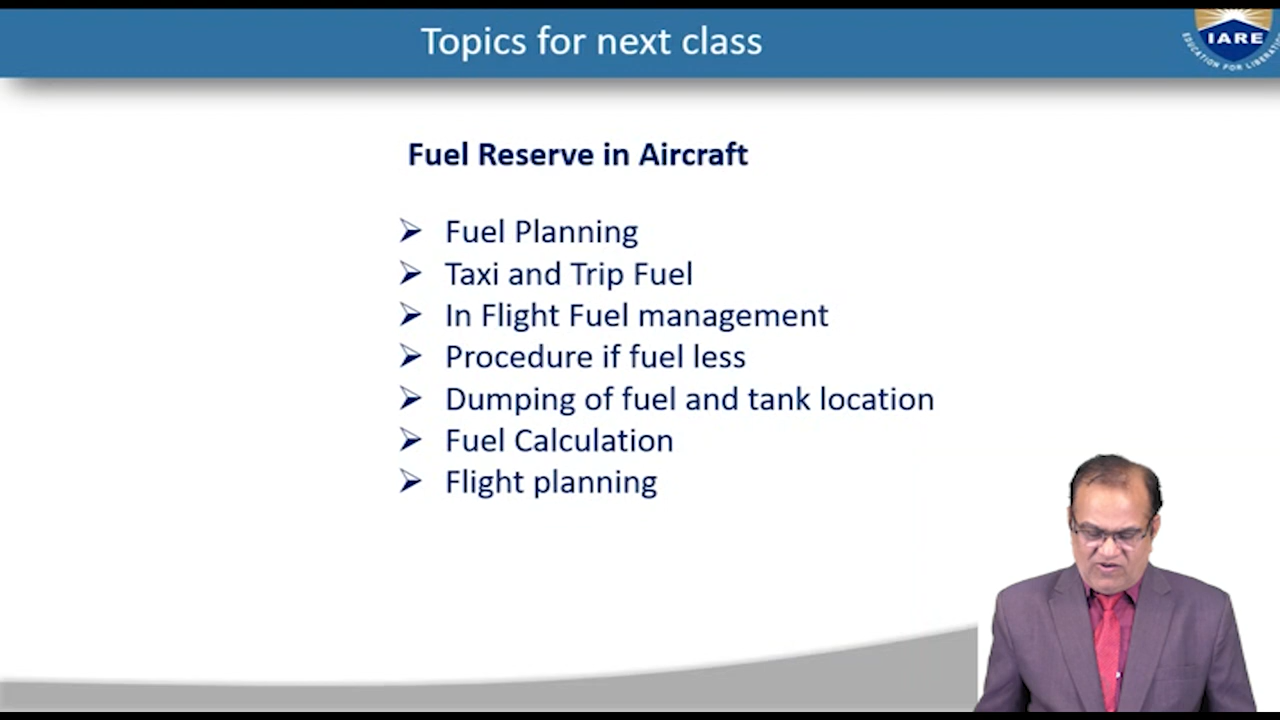 Topics for next class
IARE
EDUCATION FOR
Fuel Reserve in Aircraft
Fuel Planning
Taxi and Trip Fuel
In Flight Fuel management
Procedure if fuel less
Dumping of fuel and tank location
Fuel Calculation
Flight planning